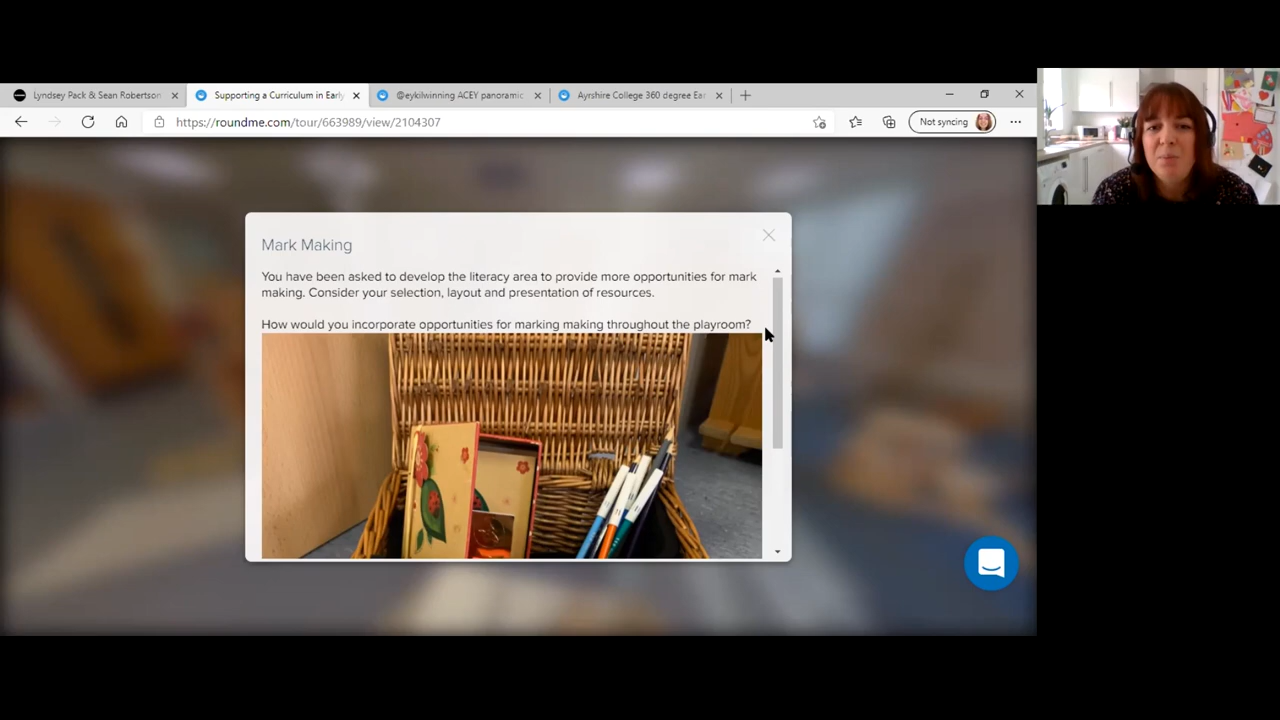 Lyndsey Pack & Sean Robertson
Supporting a Curriculum in Early
@eykilwinning ACEY panoramic
Ayrshire College 360 degree Ear
https://roundme.com/tour/663989/view/2104307
Not syncing
Mark Making
You have been asked to develop the literacy area to provide more opportunities for mark
making. Consider your selection, layout and presentation of resources.
How would you incorporate opportunities for marking making throughout the playroom?